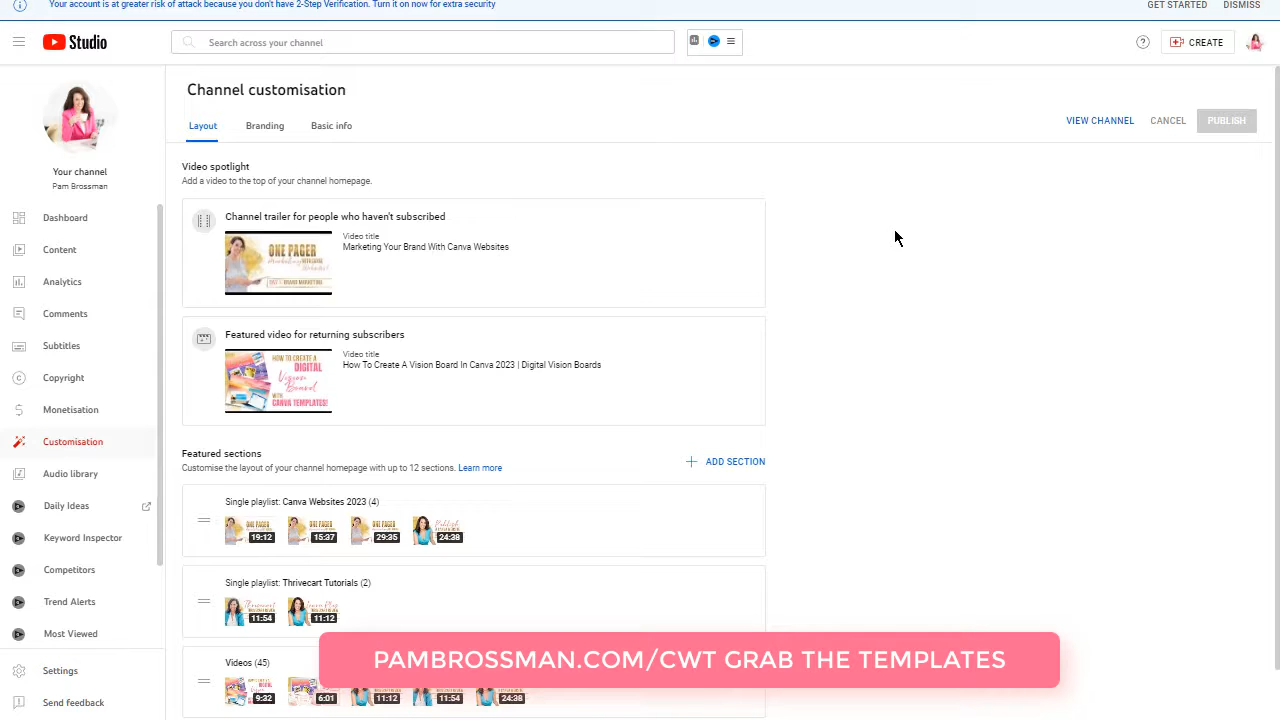 Your account is at greater risk of attack because you don't have 2-Step Verification. Turn it on now for extra security
GET STARTED
DISMISS
Studio
Search across your channel
CREATE
Your channel
Pam Brossman
Dashboard
Content
Analytics
Comments
Subtitles
Copyright
Monetisation
Customisation
Audio library
Daily Ideas
Keyword Inspector
Competitors
Trend Alerts
Most Viewed
Settings
Send feedback
Channel customisation
Layout
Branding
Basic info
VIEW CHANNEL
CANCEL
PUBLISH
Video spotlight
Add a video to the top of your channel homepage.
Channel trailer for people who haven't subscribed
ONE PAGER
Video title
Marketing Your Brand With Canva Websites
Featured video for returning subscribers
HOW TO CREATE A
DIGITAL
Vision
Board
WITH
CANVA TEMPLATES!
Video title
How To Create A Vision Board In Canva 2023 | Digital Vision Boards
Featured sections
Customise the layout of your channel homepage with up to 12 sections. Learn more
ADD SECTION
Single playlist: Canva Websites 2023 (4)
19:12
15:37
29:35
24:38
Single playlist: Thrivecart Tutorials (2)
11:54
11:12
Videos (45)
9:32
6:01
11:12
11:54
24:38
PAMBROSSMAN.COM/CWT GRAB THE TEMPLATES